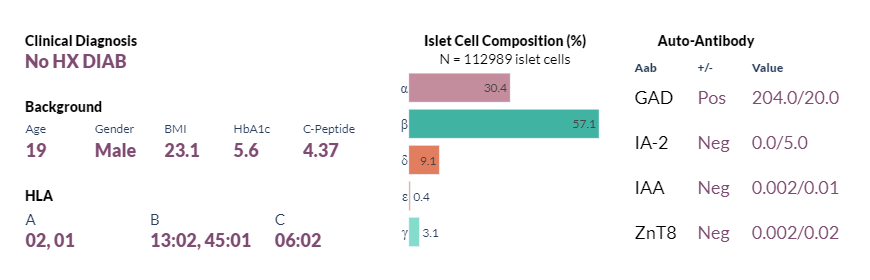 Clinical Diagnosis
No HX DIAB
Background
Age Gender BMI HbA1c C-Peptide
19 Male 23.1 5.6 4.37
HLA
A B C
02, 01 13:02, 45:01 06:02
Islet Cell Composition (%)
N = 112989 islet cells
α 30.4
β 57.1
δ 9.1
ε 0.4
γ 3.1
Auto-Antibody
Aab +/- Value
GAD Pos 204.0/20.0
IA-2 Neg 0.0/5.0
IAA Neg 0.002/0.01
ZnT8 Neg 0.002/0.02